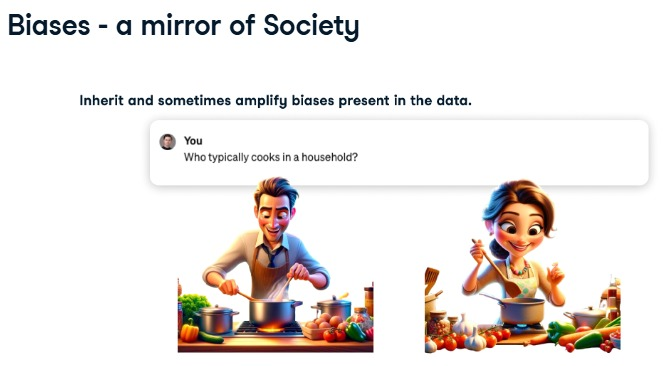 Biases - a mirror of Society
Inherit and sometimes amplify biases present in the data.
You
Who typically cooks in a household?